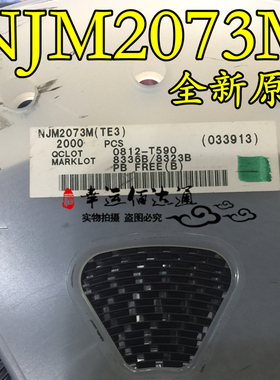 NJM2073M
全新原
NJM2073M(TE3)
2000 PCS (033913)
QCLOT 0812-T590
MARKLOT 8336B/8323B
PB FREE(B)
幸运佰达通
实物拍摄 盗图必究